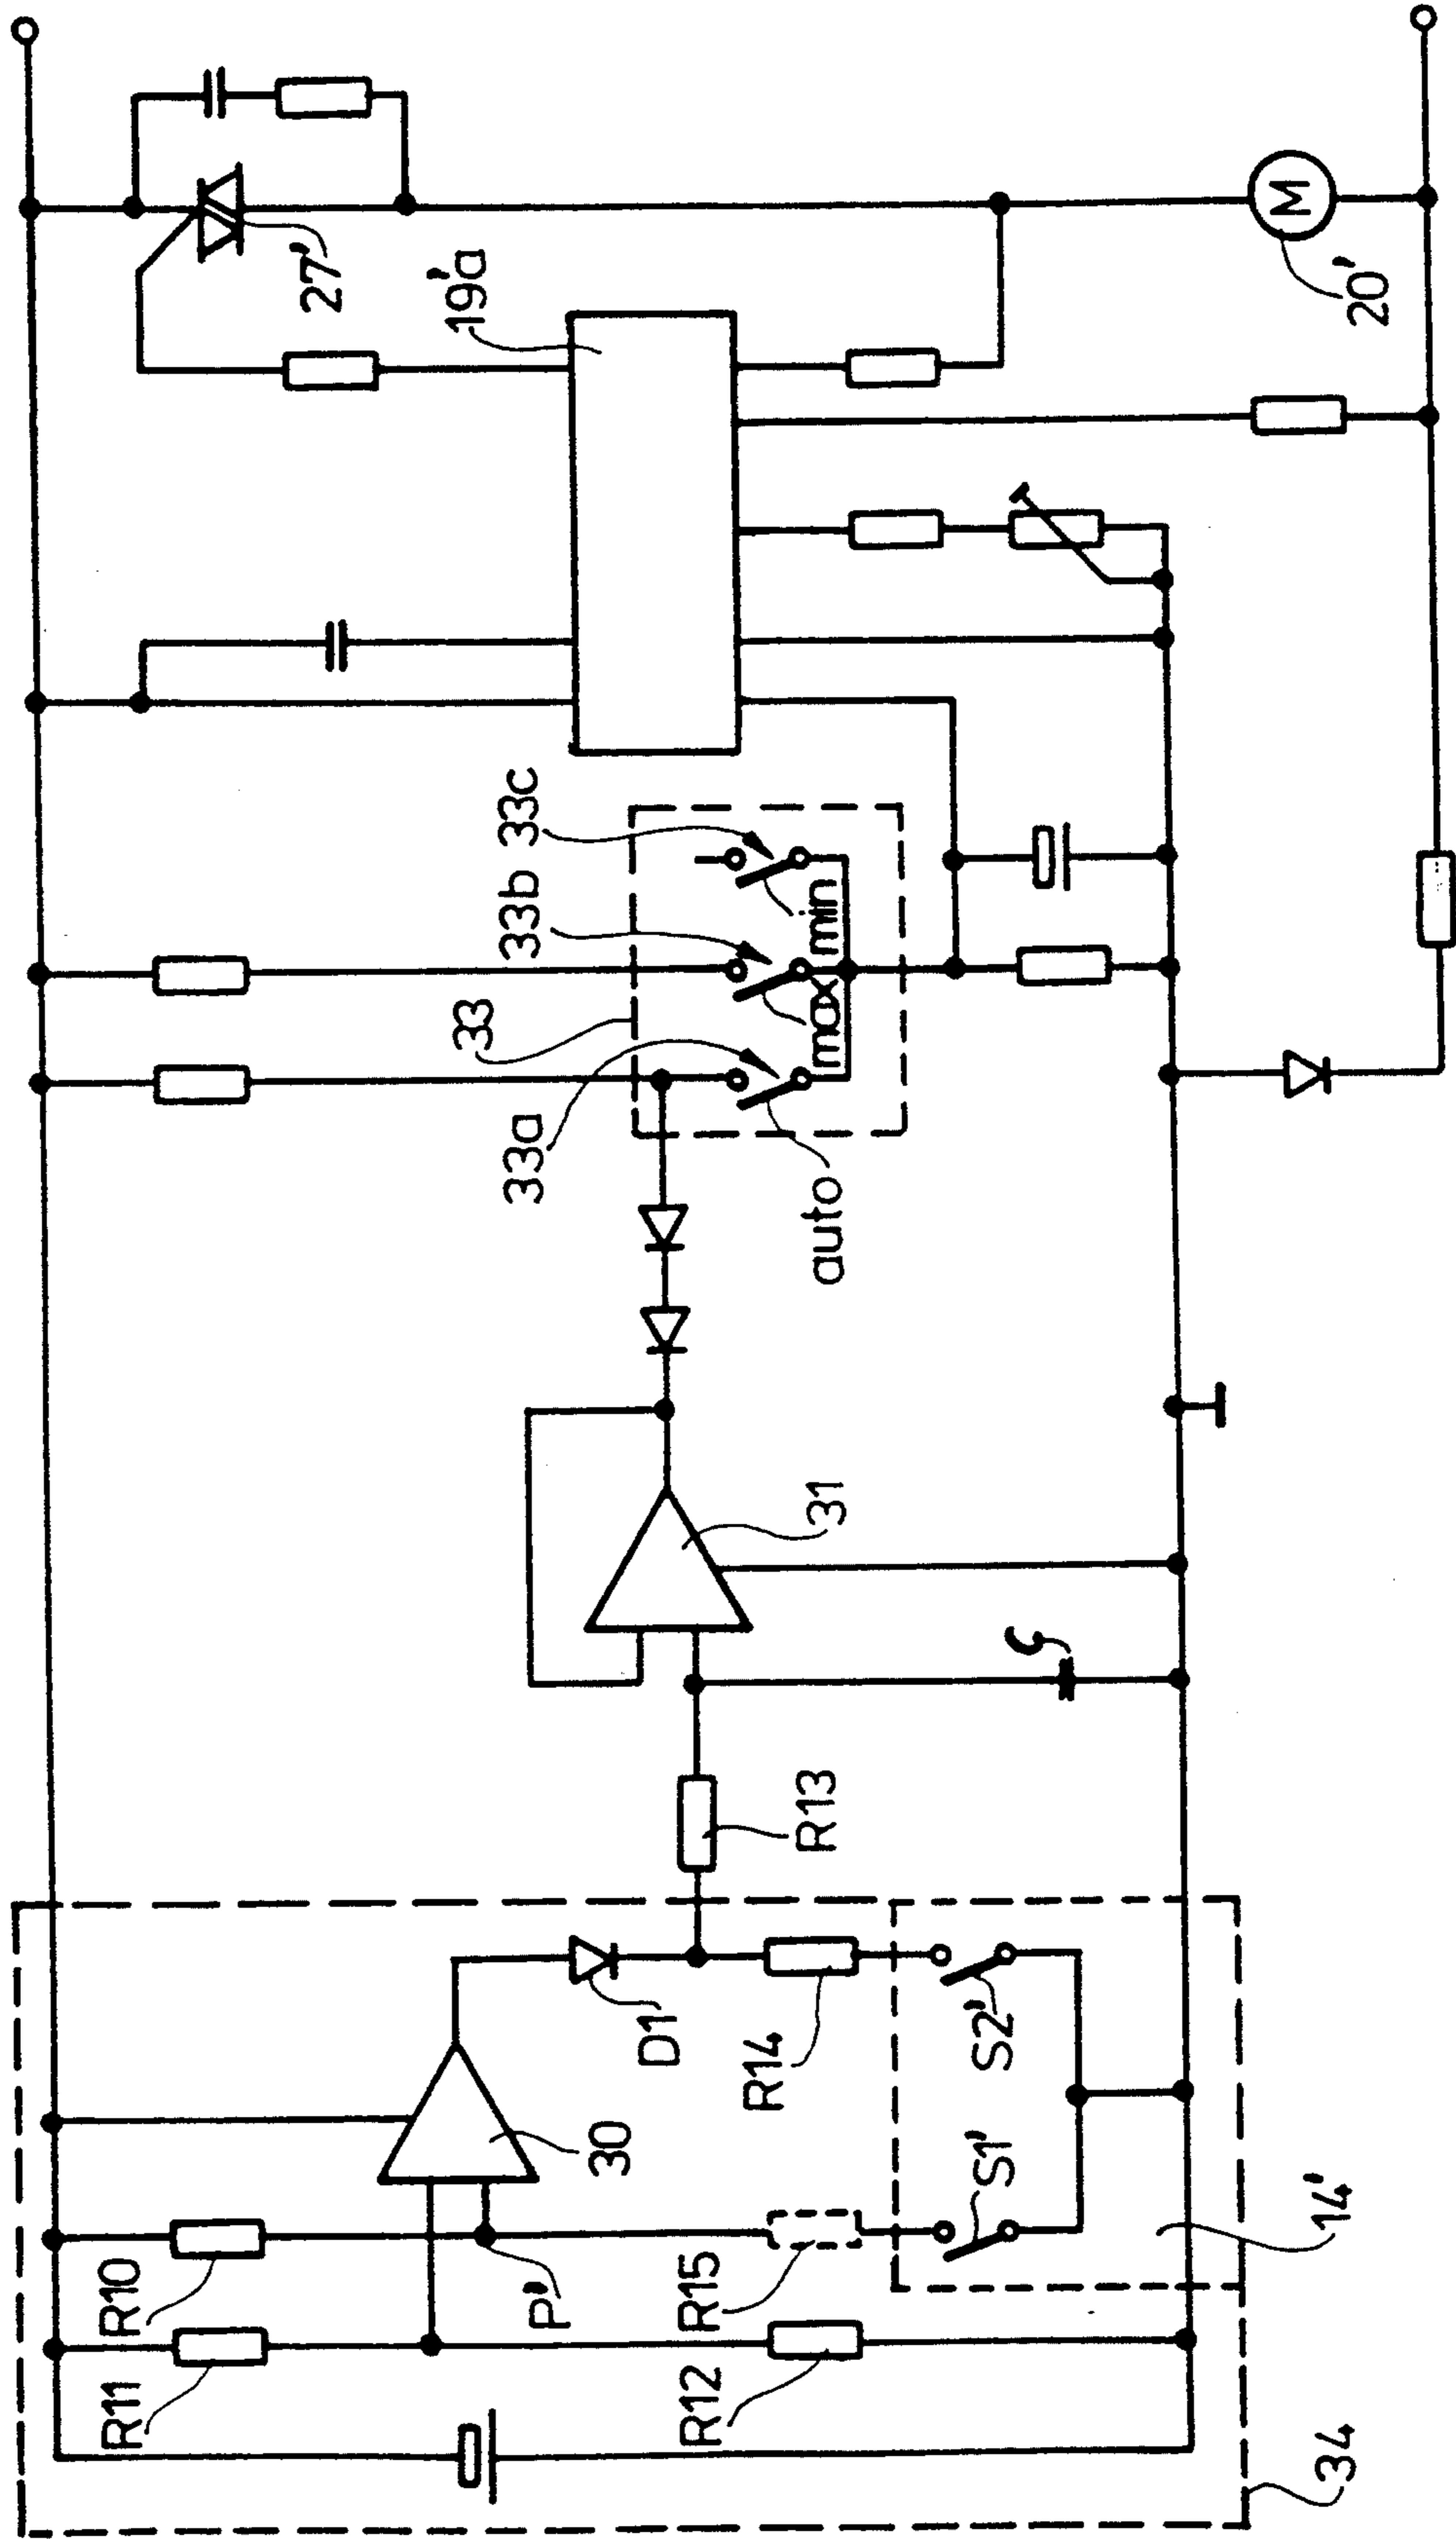 27'
19'a
20'
33
33a
33b
33c
auto
max
min
M
31
C
R13
30
D1
R14
S2'
S1'
R10
P'
R15
R11
R12
14'
34